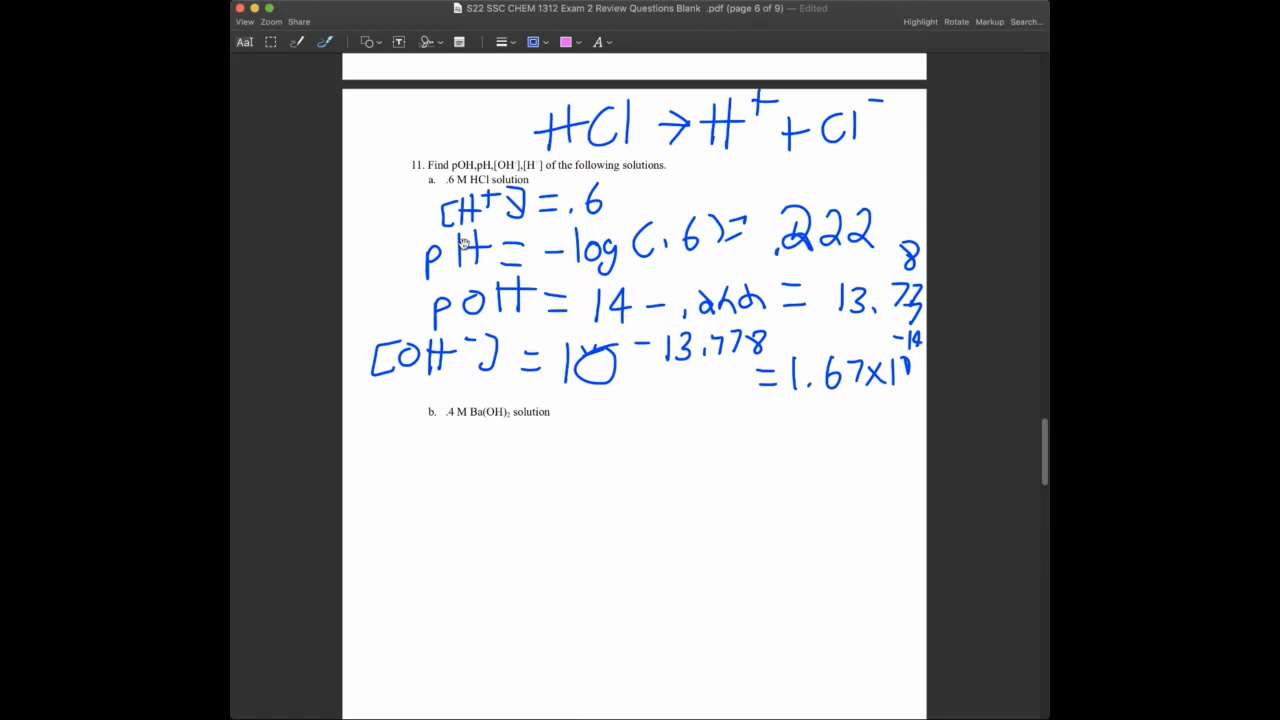 S22 SSC CHEM 1312 Exam 2 Review Questions Blank .pdf (page 6 of 9) — Edited
View Zoom Share
Highlight Rotate Markup Search...
AaI
HCl → H⁺ + Cl⁻
11. Find pOH,pH,[OH⁻],[H⁺] of the following solutions.
a. .6 M HCl solution
[H⁺] = .6
pH = -log(.6) = .222
pOH = 14 - .222 = 13.778
[OH⁻] = 10^-13.778
= 1.67x10^-14
b. .4 M Ba(OH)₂ solution